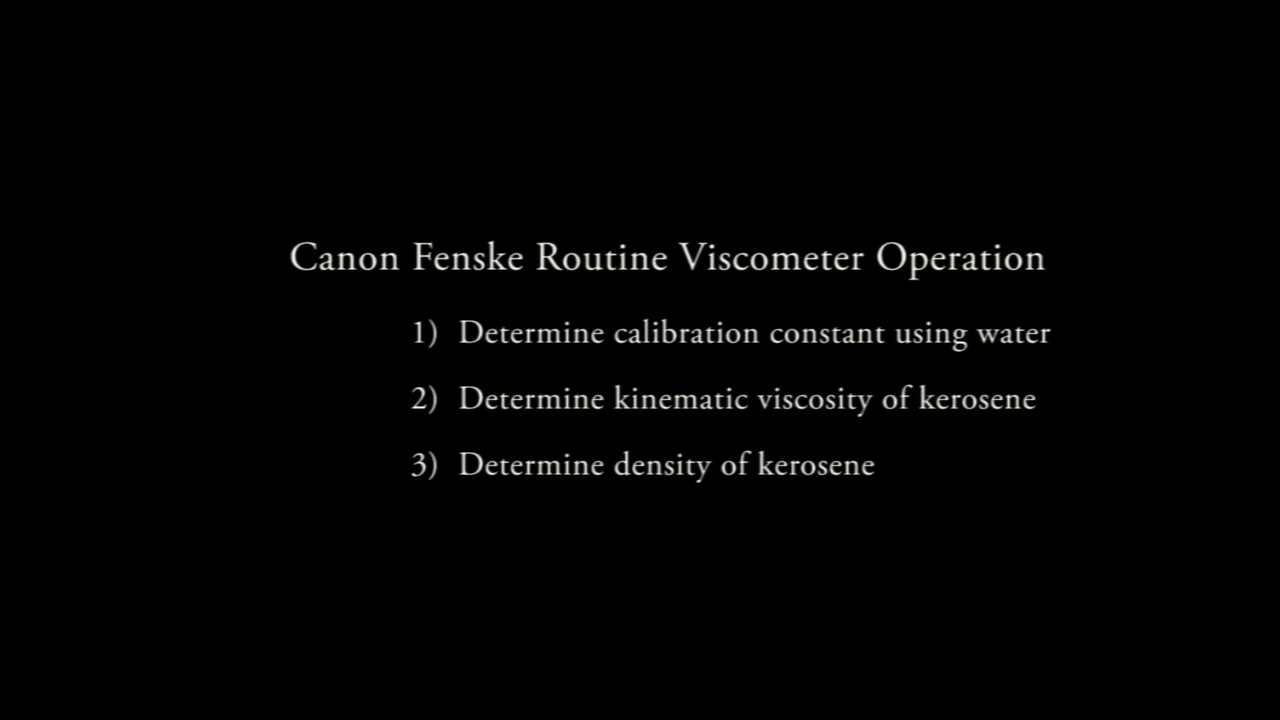 Canon Fenske Routine Viscometer Operation
1) Determine calibration constant using water
2) Determine kinematic viscosity of kerosene
3) Determine density of kerosene